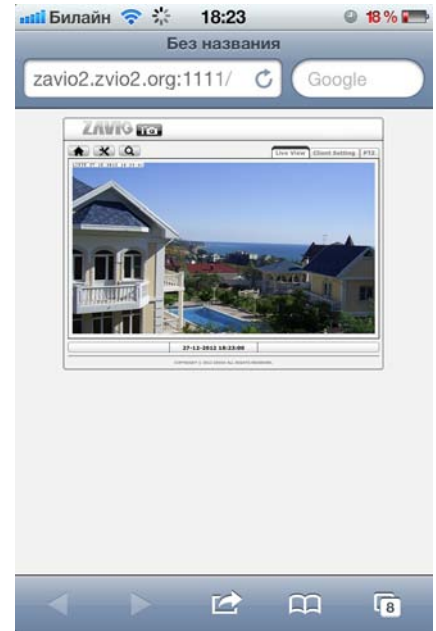 Билайн 18:23 18 %
Без названия
zavio2.zvio2.org:1111/ Google
ZAVIO
Live View Client Setting PTZ
27-12-2012 18:23:00
8